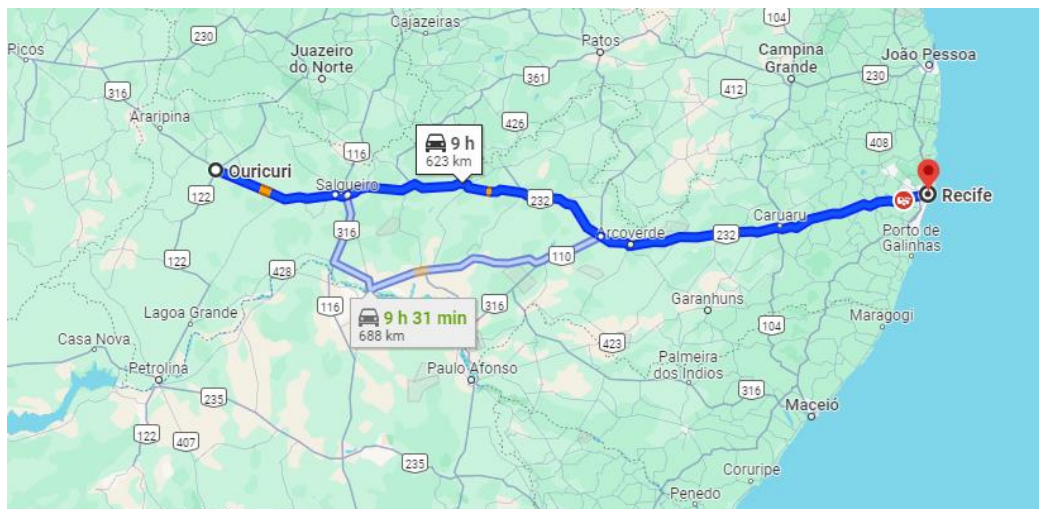 Cajazeiras
104
Picos
230
Juazeiro
do Norte
Patos
Campina
Grande
João Pessoa
361
230
316
412
Araripina
426
116
9 h
623 km
408
Ouricuri
Salgueiro
122
232
Recife
Caruaru
Arcoverde
232
316
Porto de
Galinhas
110
122
428
116
316
Garanhuns
Lagoa Grande
9 h 31 min
688 km
104
Maragogi
Casa Nova
423
Petrolina
Paulo Afonso
Palmeira
dos Índios
316
235
Maceió
122
407
235
Coruripe
Penedo